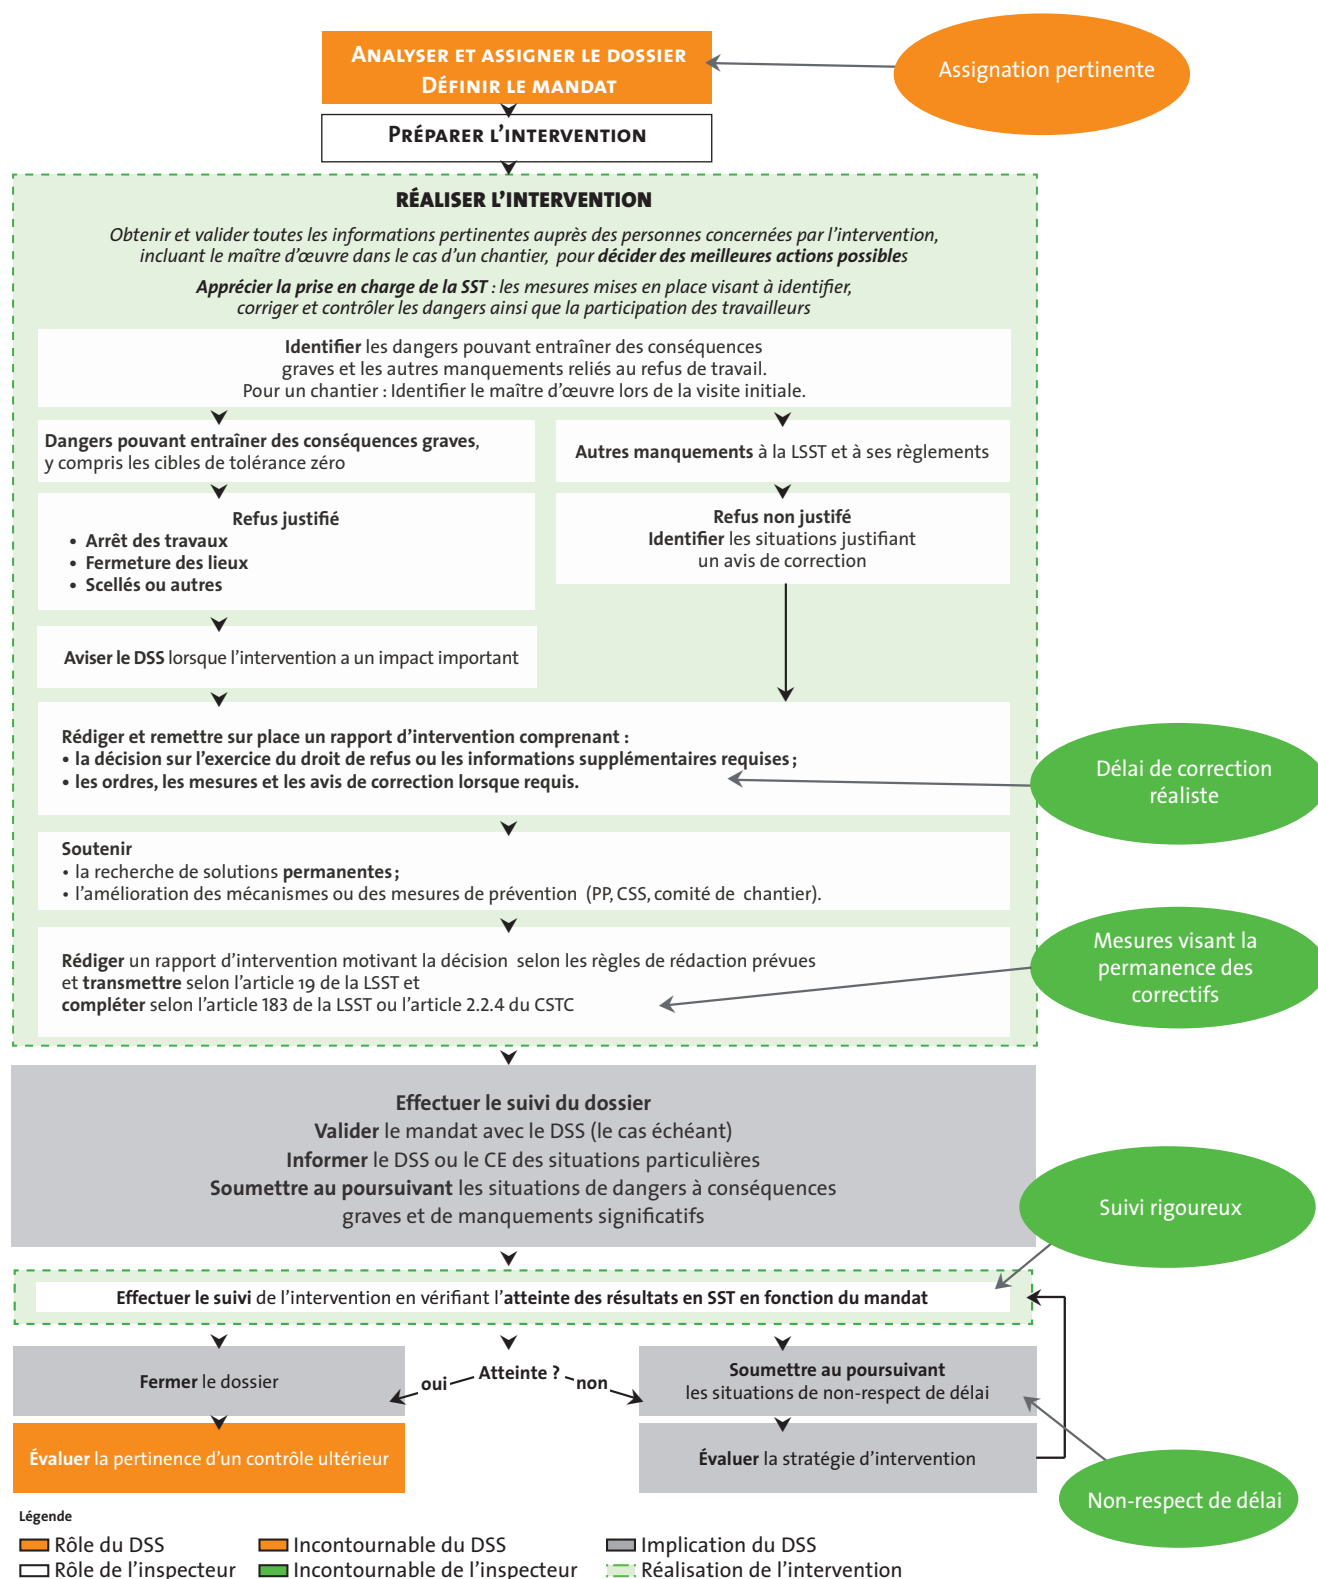 Analyser et assigner le dossier
Définir le mandat
Assignation pertinente
Préparer l'intervention
RÉALISER L'INTERVENTION
Obtenir et valider toutes les informations pertinentes auprès des personnes concernées par l'intervention,
incluant le maître d'œuvre dans le cas d'un chantier, pour décider des meilleures actions possibles
Apprécier la prise en charge de la SST : les mesures mises en place visant à identifier,
corriger et contrôler les dangers ainsi que la participation des travailleurs
Identifier les dangers pouvant entraîner des conséquences
graves et les autres manquements reliés au refus de travail.
Pour un chantier : Identifier le maître d'œuvre lors de la visite initiale.
Dangers pouvant entraîner des conséquences graves,
y compris les cibles de tolérance zéro
Autres manquements à la LSST et à ses règlements
Refus justifié
• Arrêt des travaux
• Fermeture des lieux
• Scellés ou autres
Refus non justifé
Identifier les situations justifiant
un avis de correction
Aviser le DSS lorsque l'intervention a un impact important
Rédiger et remettre sur place un rapport d'intervention comprenant :
• la décision sur l'exercice du droit de refus ou les informations supplémentaires requises ;
• les ordres, les mesures et les avis de correction lorsque requis.
Délai de correction
réaliste
Soutenir
• la recherche de solutions permanentes ;
• l'amélioration des mécanismes ou des mesures de prévention (PP, CSS, comité de chantier).
Rédiger un rapport d'intervention motivant la décision selon les règles de rédaction prévues
et transmettre selon l'article 19 de la LSST et
compléter selon l'article 183 de la LSST ou l'article 2.2.4 du CSTC
Mesures visant la
permanence des
correctifs
Effectuer le suivi du dossier
Valider le mandat avec le DSS (le cas échéant)
Informer le DSS ou le CE des situations particulières
Soumettre au poursuivant les situations de dangers à conséquences
graves et de manquements significatifs
Suivi rigoureux
Effectuer le suivi de l'intervention en vérifiant l'atteinte des résultats en SST en fonction du mandat
Fermer le dossier
oui
Atteinte ?
non
Soumettre au poursuivant
les situations de non-respect de délai
Évaluer la pertinence d'un contrôle ultérieur
Évaluer la stratégie d'intervention
Non-respect de délai
Légende
Rôle du DSS
Incontournable du DSS
Implication du DSS
Rôle de l'inspecteur
Incontournable de l'inspecteur
Réalisation de l'intervention